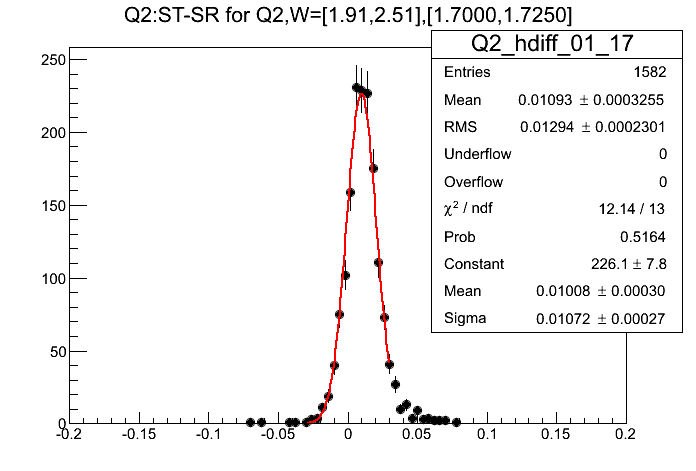 Q2:ST-SR for Q2,W=[1.91,2.51],[1.7000,1.7250]
Q2_hdiff_01_17
Entries 1582
Mean 0.01093 ± 0.0003255
RMS 0.01294 ± 0.0002301
Underflow 0
Overflow 0
χ² / ndf 12.14 / 13
Prob 0.5164
Constant 226.1 ± 7.8
Mean 0.01008 ± 0.00030
Sigma 0.01072 ± 0.00027
250
200
150
100
50
0
-0.2 -0.15 -0.1 -0.05 0 0.05 0.1 0.15 0.2